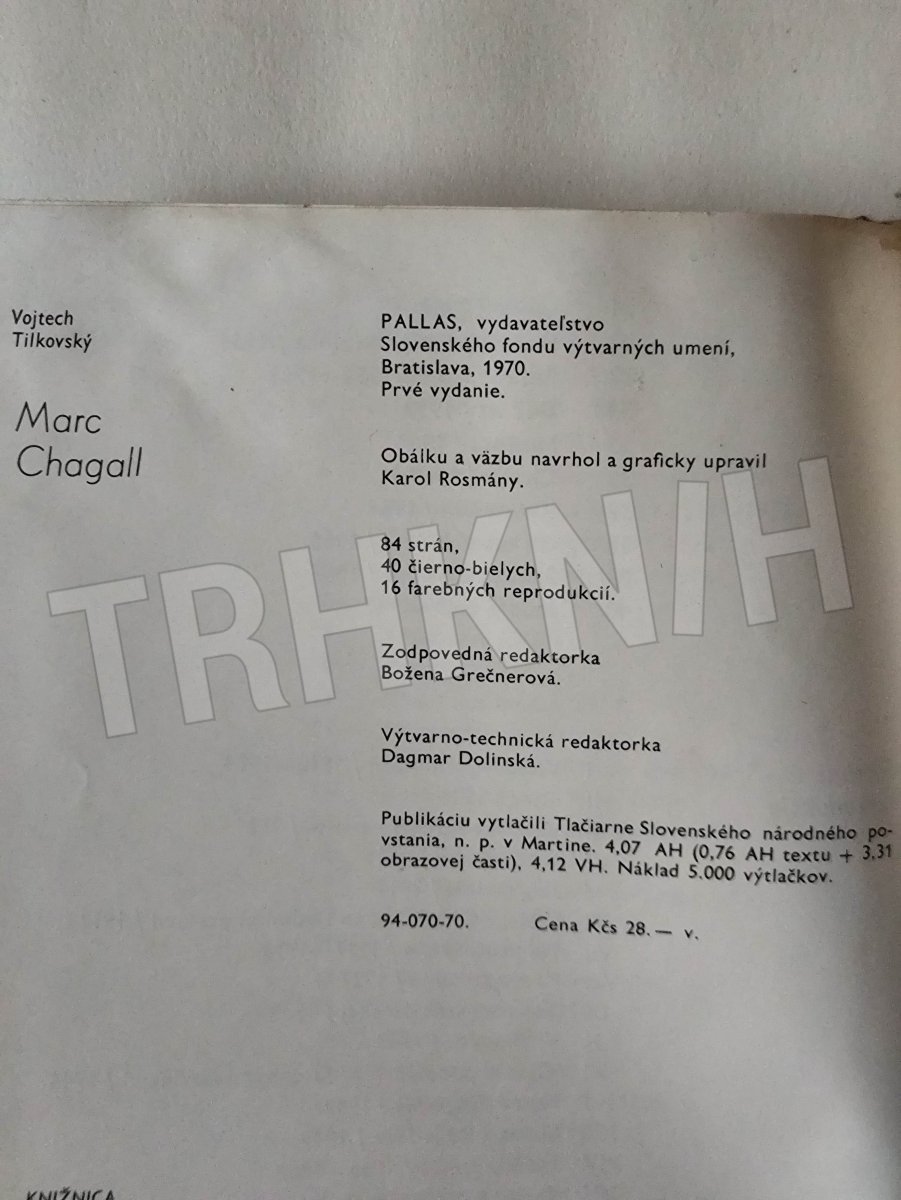 Vojtech
Tilkovský
Marc
Chagall
PALLAS, vydavateľstvo
Slovenského fondu výtvarných umení,
Bratislava, 1970.
Prvé vydanie.
Obálku a väzbu navrhol a graficky upravil
Karol Rosmány.
84 strán,
40 čierno-bielych,
16 farebných reprodukcií.
Zodpovedná redaktorka
Božena Grečnerová.
Výtvarno-technická redaktorka
Dagmar Dolinská.
Publikáciu vytlačili Tlačiarne Slovenského národného po-
vstania, n. p. v Martine. 4,07 AH (0,76 AH textu + 3,31
obrazovej časti), 4,12 VH. Náklad 5.000 výtlačkov.
94-070-70. Cena Kčs 28.— v.
KNIŽNICA
TRHKNIH